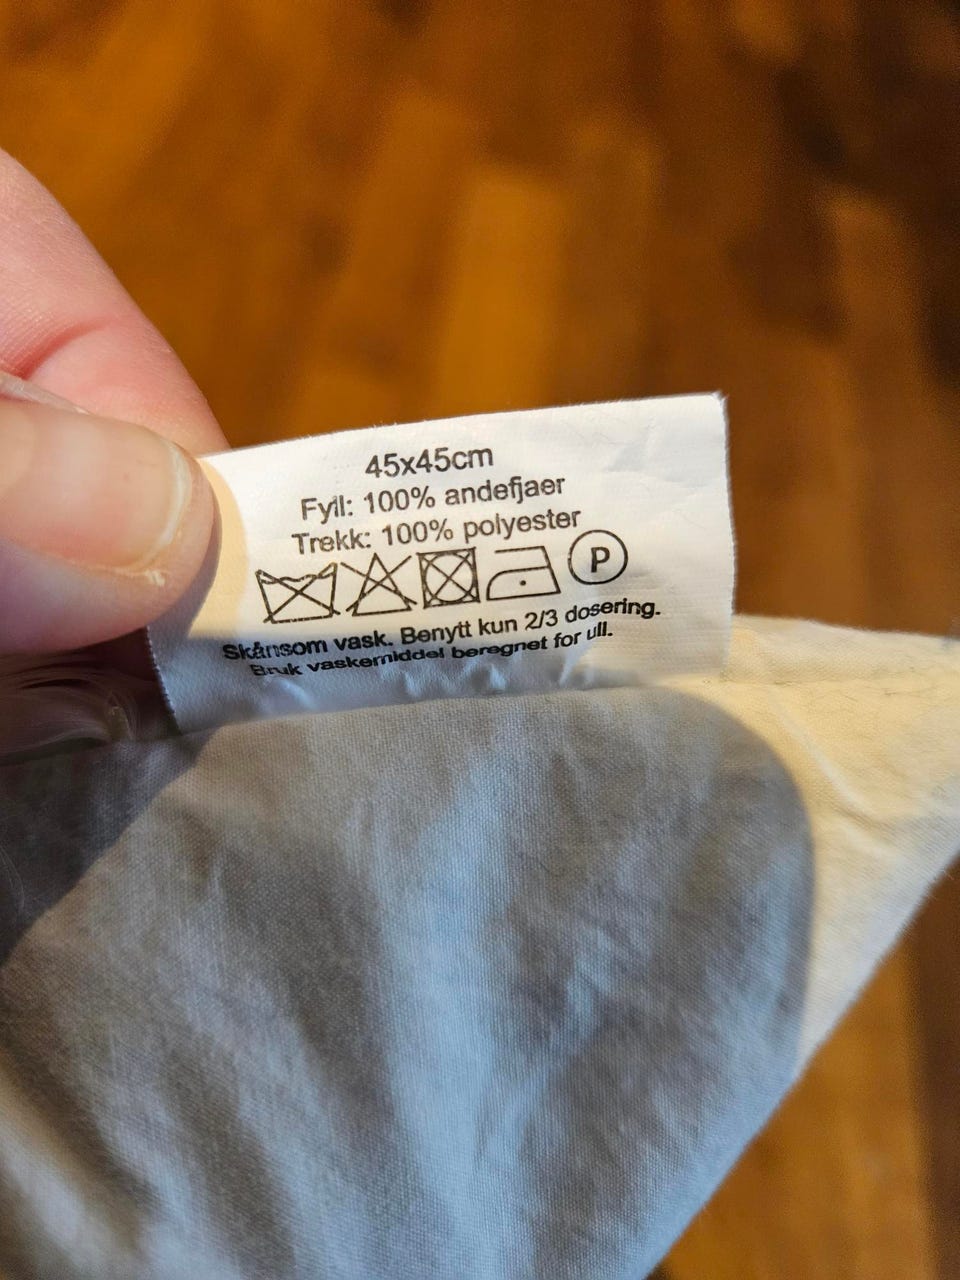 45x45cm
Fyll: 100% andefjaer
Trekk: 100% polyester
P
Skånsom vask. Benytt kun 2/3 dosering.
Bruk vaskemiddel beregnet for ull.